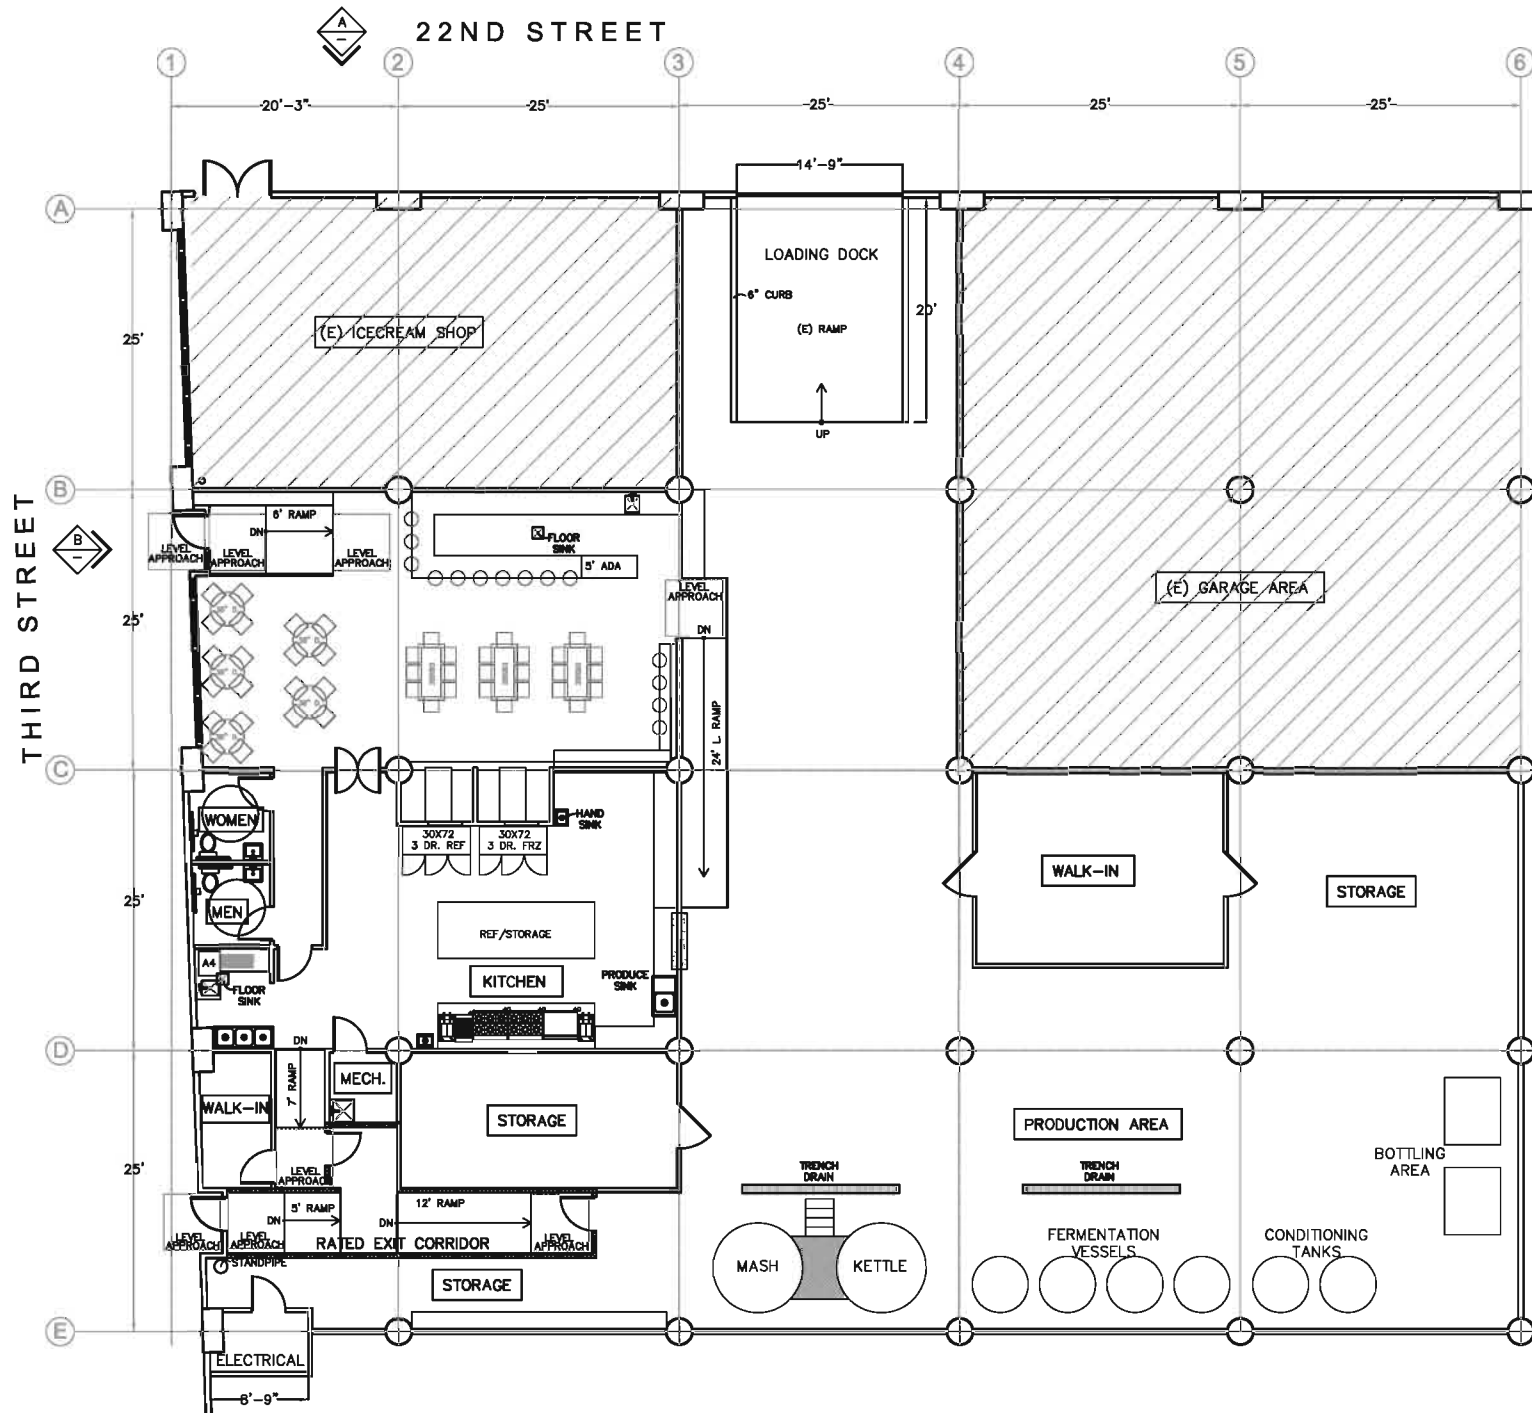 A
22ND STREET
1
2
3
4
5
6
20'-3"
25'
25'
25'
25'
14'-9"
A
LOADING DOCK
6" CURB
(E) RAMP
20'
UP
(E) ICECREAM SHOP
25'
B
6' RAMP
DN
LEVEL
APPROACH
LEVEL
APPROACH
LEVEL
APPROACH
FLOOR
SINK
5' ADA
THIRD STREET
B
LEVEL
APPROACH
DN
24' L. RAMP
(E) GARAGE AREA
25'
C
WOMEN
MEN
30X72
3 DR. REF
30X72
3 DR. FRZ
HAND
SINK
WALK-IN
STORAGE
25'
REF/STORAGE
A4
FLOOR
SINK
KITCHEN
PRODUCE
SINK
D
DN
7' RAMP
MECH.
WALK-IN
STORAGE
PRODUCTION AREA
BOTTLING
AREA
25'
LEVEL
APPROACH
TRENCH
DRAIN
TRENCH
DRAIN
5' RAMP
DN
12' RAMP
DN
LEVEL
APPROACH
LEVEL
APPROACH
RATED EXIT CORRIDOR
LEVEL
APPROACH
STANDPIPE
STORAGE
MASH
KETTLE
FERMENTATION
VESSELS
CONDITIONING
TANKS
E
ELECTRICAL
8'-9"